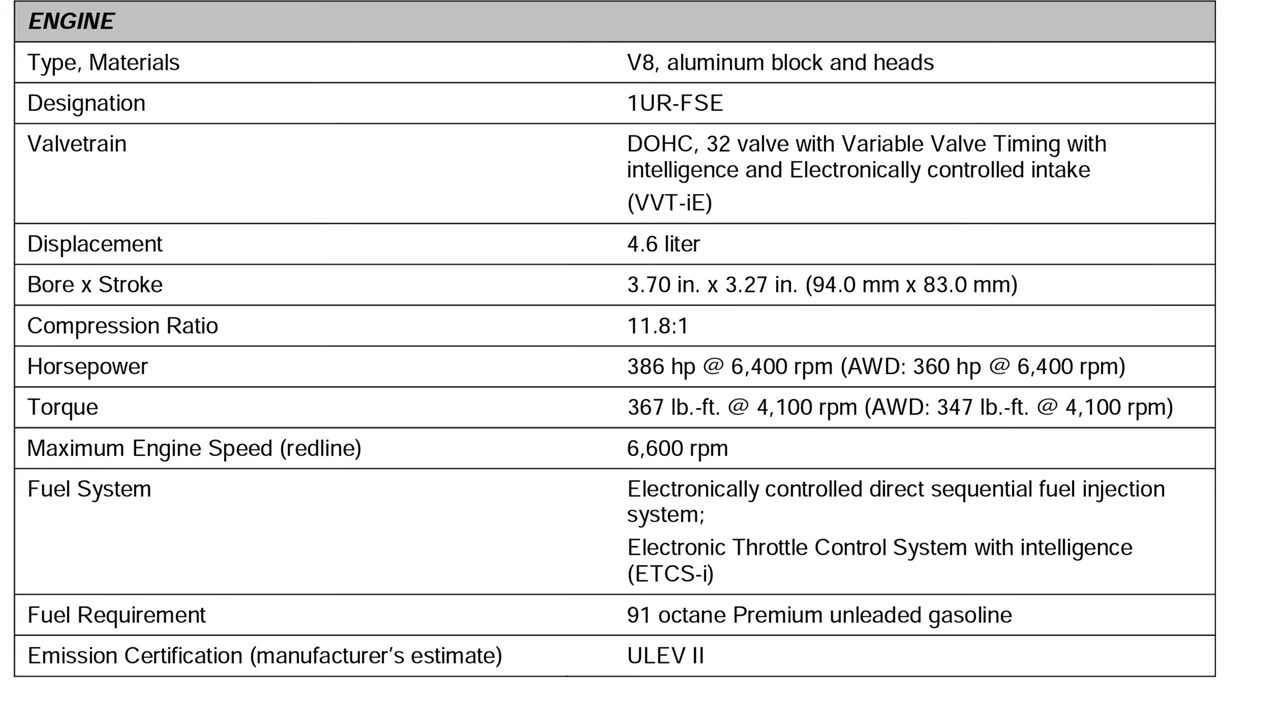 ENGINE
Type, Materials
V8, aluminum block and heads
Designation
1UR-FSE
Valvetrain
DOHC, 32 valve with Variable Valve Timing with
intelligence and Electronically controlled intake
(VVT-iE)
Displacement
4.6 liter
Bore x Stroke
3.70 in. x 3.27 in. (94.0 mm x 83.0 mm)
Compression Ratio
11.8:1
Horsepower
386 hp @ 6,400 rpm (AWD: 360 hp @ 6,400 rpm)
Torque
367 lb.-ft. @ 4,100 rpm (AWD: 347 lb.-ft. @ 4,100 rpm)
Maximum Engine Speed (redline)
6,600 rpm
Fuel System
Electronically controlled direct sequential fuel injection
system;
Electronic Throttle Control System with intelligence
(ETCS-i)
Fuel Requirement
91 octane Premium unleaded gasoline
Emission Certification (manufacturer’s estimate)
ULEV II